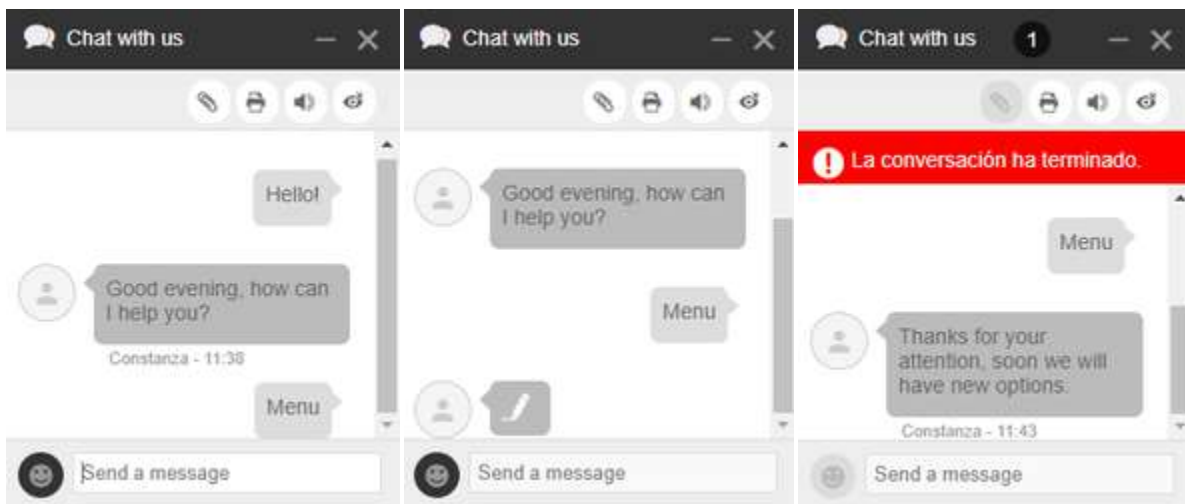 Chat with us
Hello!
Good evening, how can
I help you?
Constanza - 11:38
Menu
Send a message
Chat with us
Good evening, how can
I help you?
Menu
Send a message
Chat with us 1
La conversación ha terminado.
Menu
Thanks for your
attention, soon we will
have new options.
Constanza - 11:43
Send a message